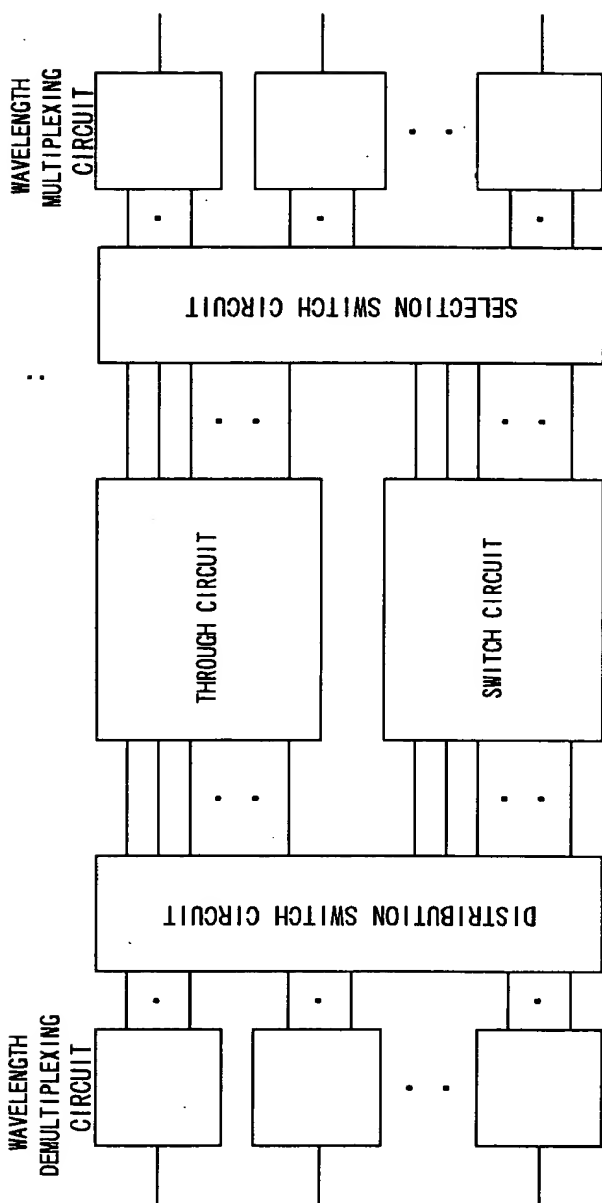 WAVELENGTH
MULTIPLEXING
CIRCUIT
SELECTION SWITCH CIRCUIT
THROUGH CIRCUIT
SWITCH CIRCUIT
DISTRIBUTION SWITCH CIRCUIT
WAVELENGTH
DEMULTIPLEXING
CIRCUIT